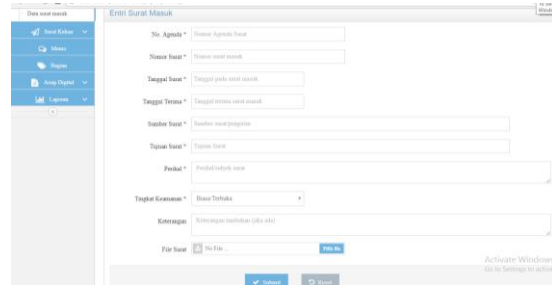 Data surat masuk
Surat Keluar
Memo
Bagian
Arsip Digital
Laporan
Entri Surat Masuk
No. Agenda * Nomor Agenda Surat
Nomor Surat * Nomor surat masuk
Tanggal Surat * Tanggal pada surat masuk
Tanggal Terima * Tanggal terima surat masuk
Sumber Surat * Sumber surat/pengirim
Tujuan Surat * Tujuan Surat
Perihal * Perihal/subyek surat
Tingkat Keamanan * Biasa/Terbuka
Keterangan Keterangan tambahan (jika ada)
File Surat No File ... Pilih file
Submit Reset
Activate Windows
Go to Settings to activat